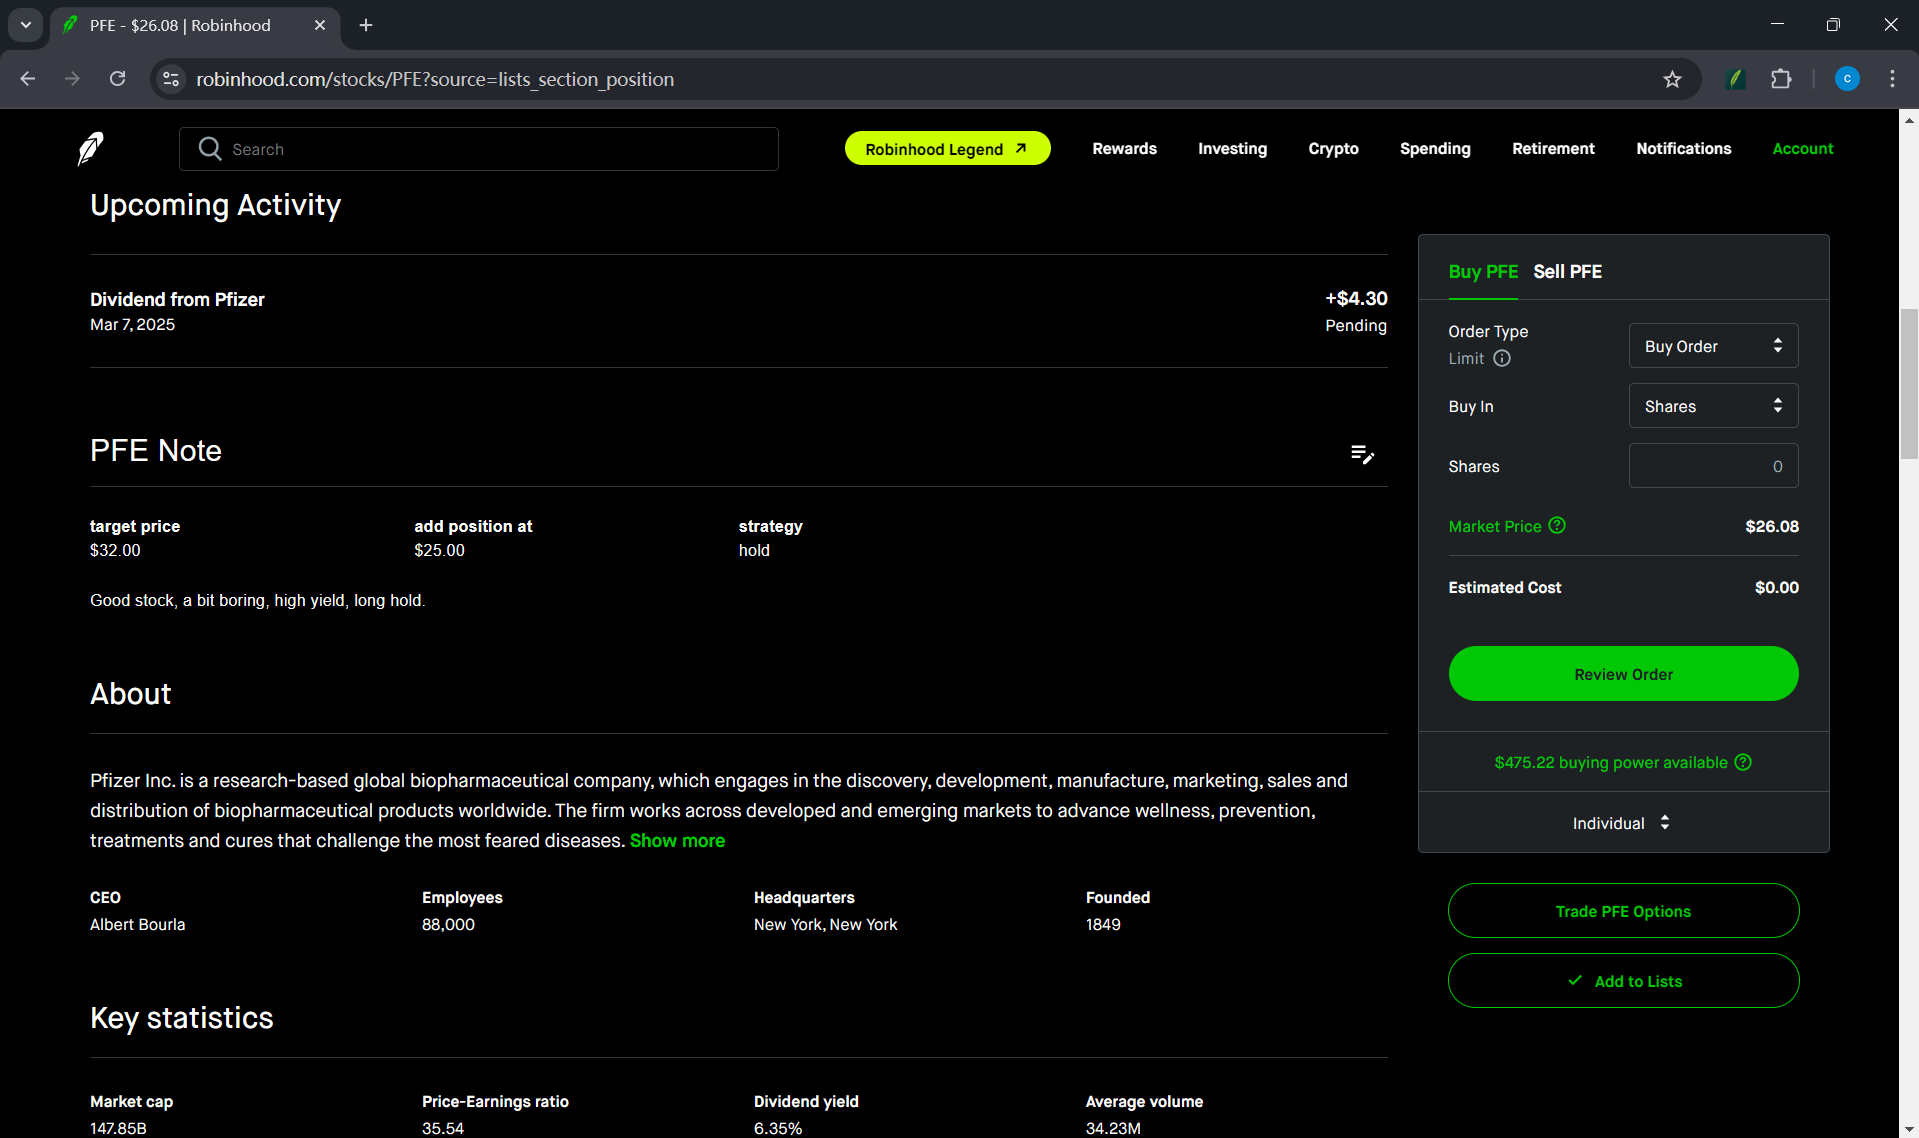 PFE - $26.08 | Robinhood
robinhood.com/stocks/PFE?source=lists_section_position
C
Search
Robinhood Legend
Rewards
Investing
Crypto
Spending
Retirement
Notifications
Account
Upcoming Activity
Dividend from Pfizer
+$4.30
Mar 7, 2025
Pending
PFE Note
target price
add position at
strategy
$32.00
$25.00
hold
Good stock, a bit boring, high yield, long hold.
About
Pfizer Inc. is a research-based global biopharmaceutical company, which engages in the discovery, development, manufacture, marketing, sales and
distribution of biopharmaceutical products worldwide. The firm works across developed and emerging markets to advance wellness, prevention,
treatments and cures that challenge the most feared diseases. Show more
CEO
Employees
Headquarters
Founded
Albert Bourla
88,000
New York, New York
1849
Key statistics
Market cap
Price-Earnings ratio
Dividend yield
Average volume
147.85B
35.54
6.35%
34.23M
Buy PFE
Sell PFE
Order Type
Limit
Buy Order
Buy In
Shares
Shares
0
Market Price
$26.08
Estimated Cost
$0.00
Review Order
$475.22 buying power available
Individual
Trade PFE Options
Add to Lists